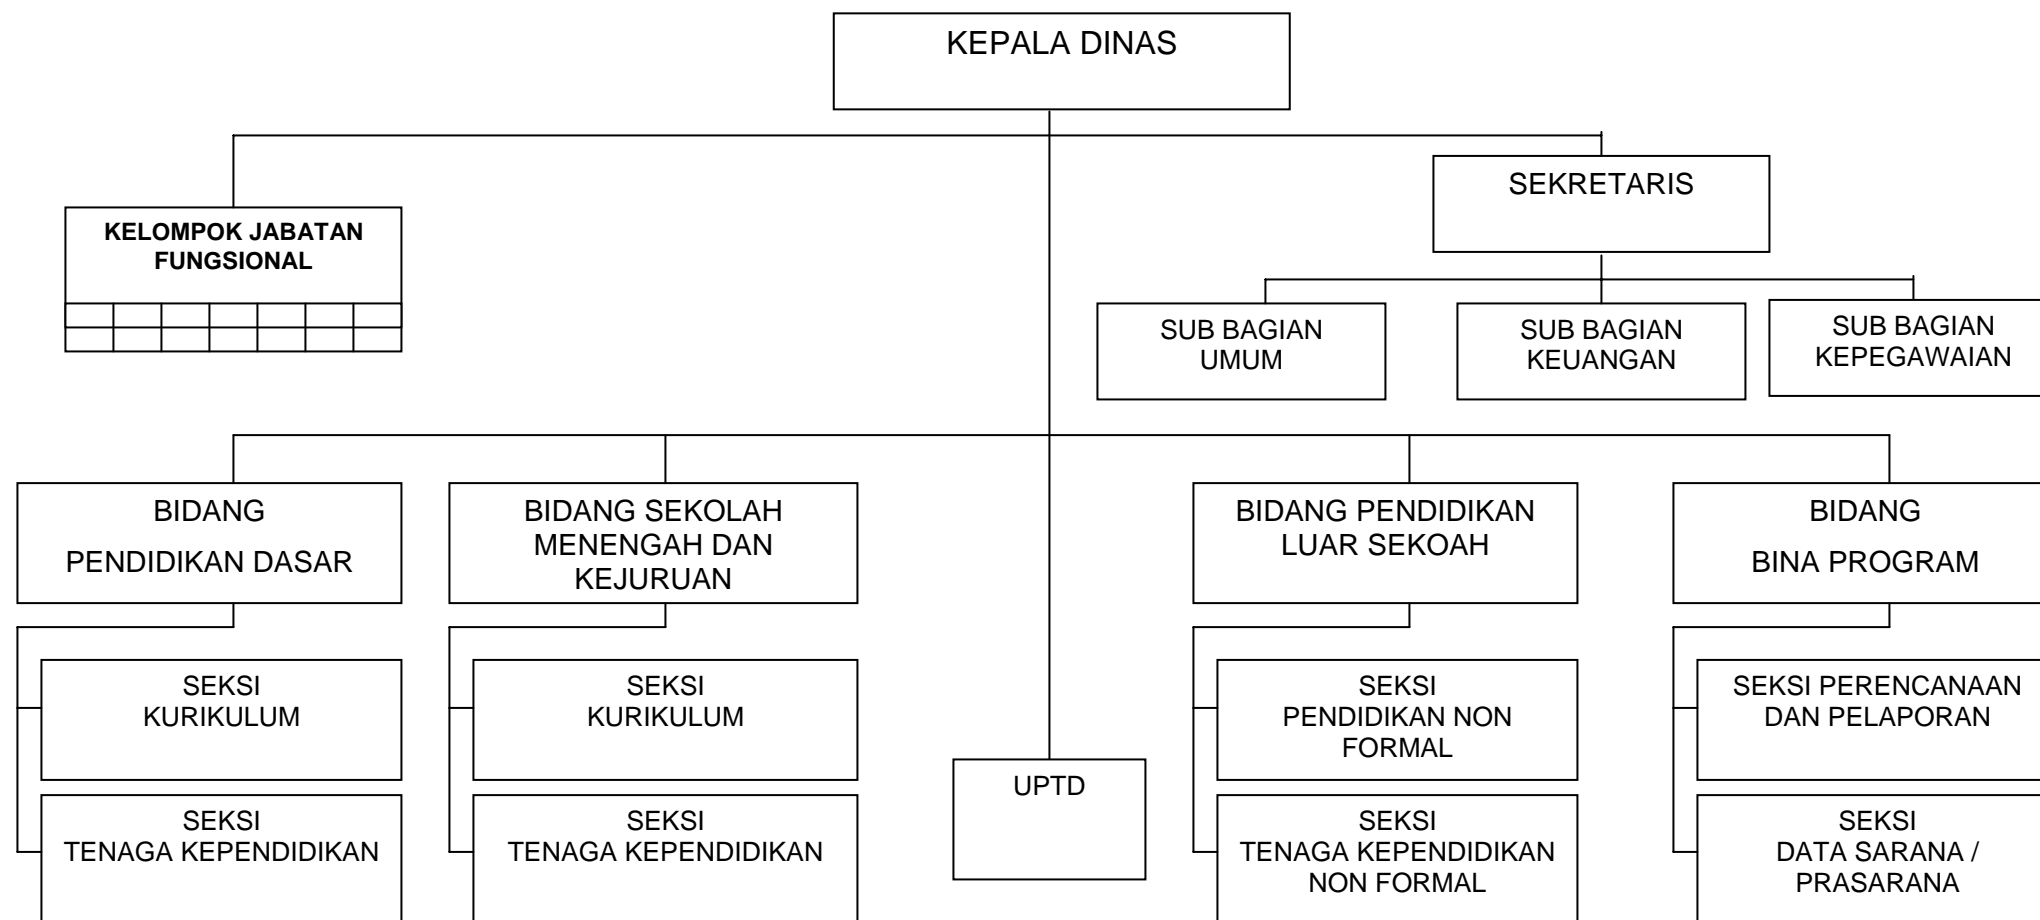 KEPALA DINAS
SEKRETARIS
KELOMPOK JABATAN
FUNGSIONAL
SUB BAGIAN
UMUM
SUB BAGIAN
KEUANGAN
SUB BAGIAN
KEPEGAWAIAN
BIDANG
PENDIDIKAN DASAR
BIDANG SEKOLAH
MENENGAH DAN
KEJURUAN
BIDANG PENDIDIKAN
LUAR SEKOAH
BIDANG
BINA PROGRAM
SEKSI
KURIKULUM
SEKSI
KURIKULUM
SEKSI
PENDIDIKAN NON
FORMAL
SEKSI PERENCANAAN
DAN PELAPORAN
UPTD
SEKSI
TENAGA KEPENDIDIKAN
SEKSI
TENAGA KEPENDIDIKAN
SEKSI
TENAGA KEPENDIDIKAN
NON FORMAL
SEKSI
DATA SARANA /
PRASARANA